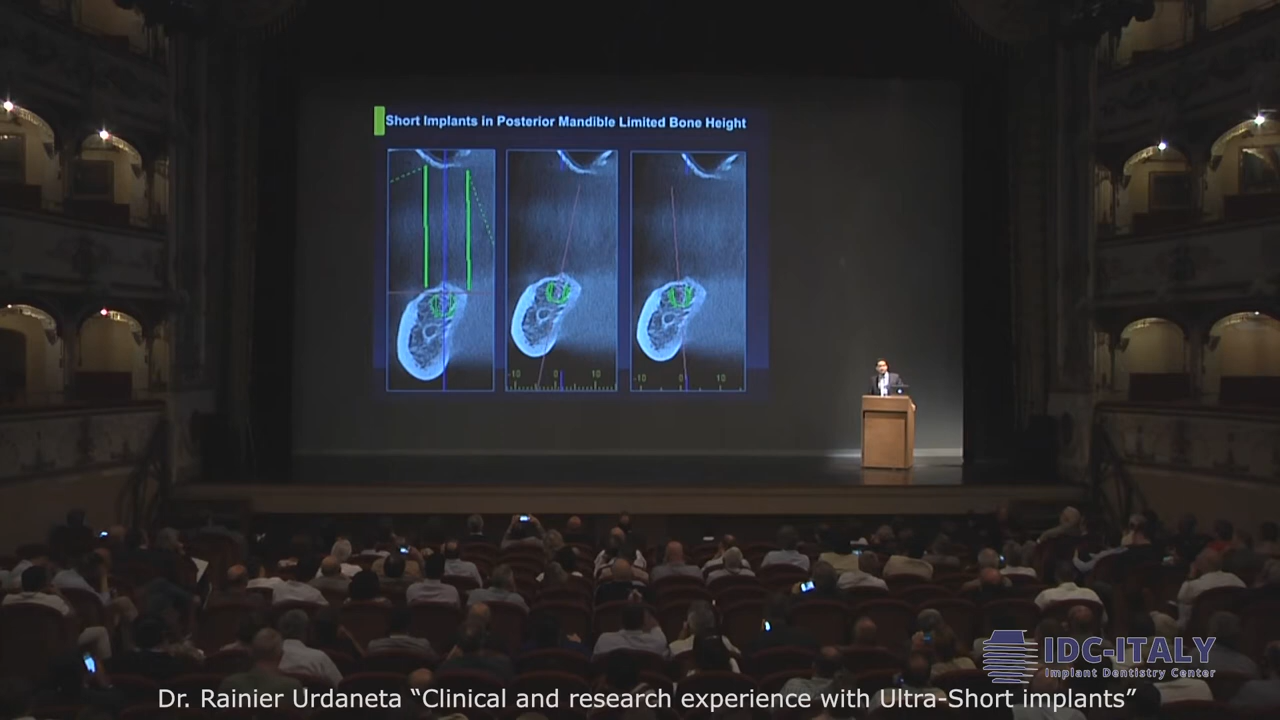 Short Implants in Posterior Mandible Limited Bone Height
-10 0 10
-10 0 10
IDC-ITALY
Implant Dentistry Center
Dr. Rainier Urdaneta “Clinical and research experience with Ultra-Short implants”